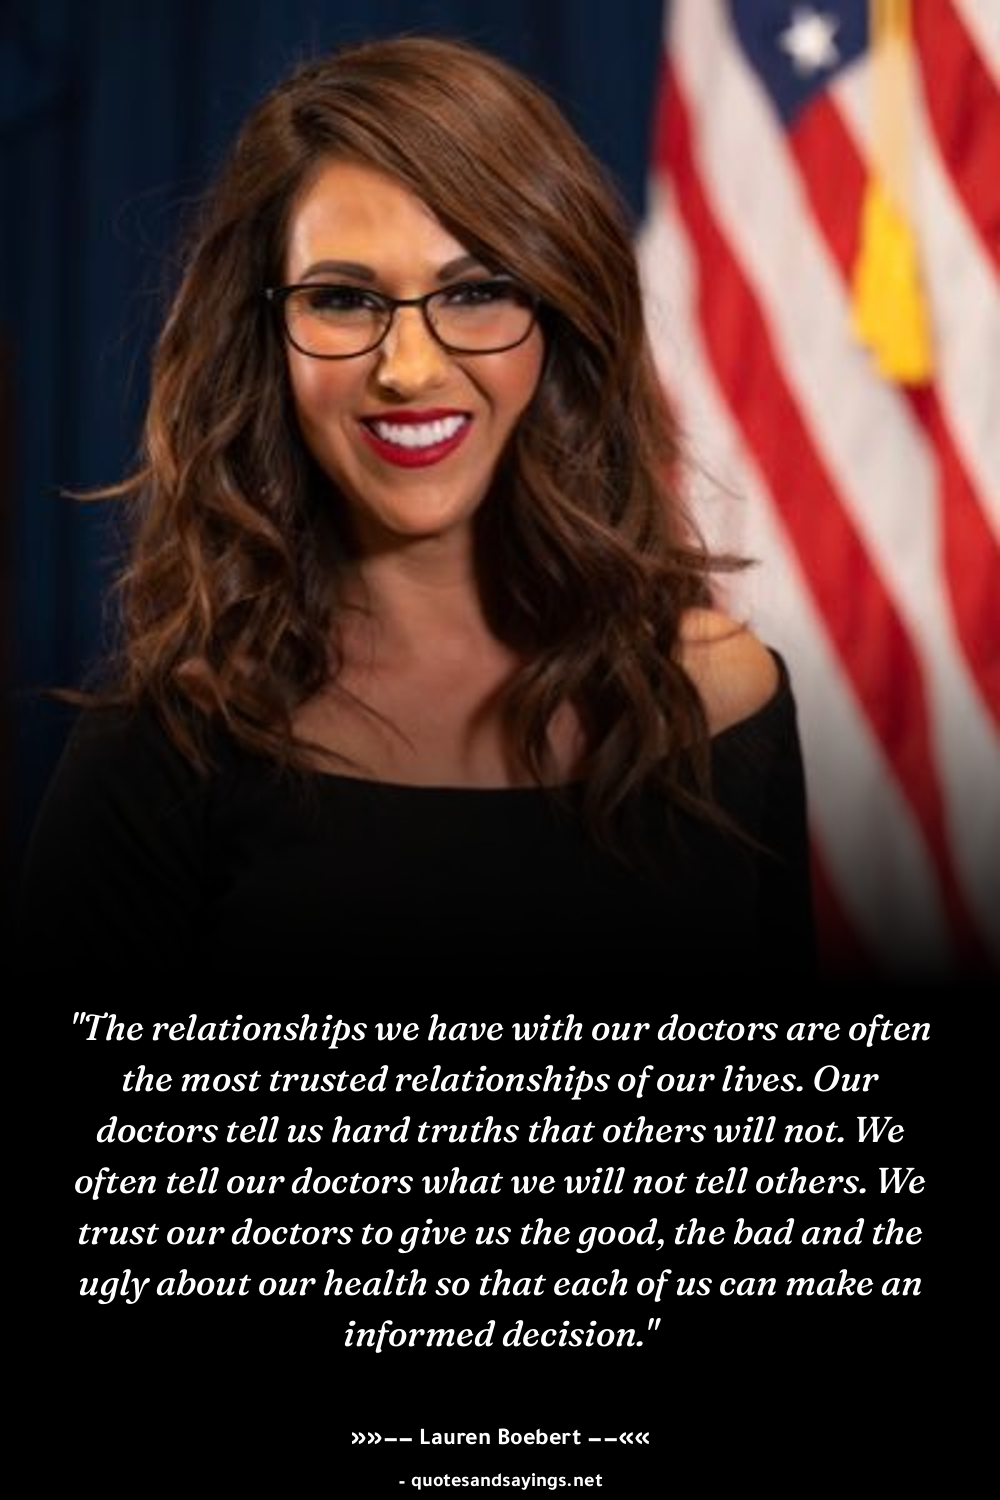 "The relationships we have with our doctors are often
the most trusted relationships of our lives. Our
doctors tell us hard truths that others will not. We
often tell our doctors what we will not tell others. We
trust our doctors to give us the good, the bad and the
ugly about our health so that each of us can make an
informed decision."
»»–– Lauren Boebert ––««
- quotesandsayings.net